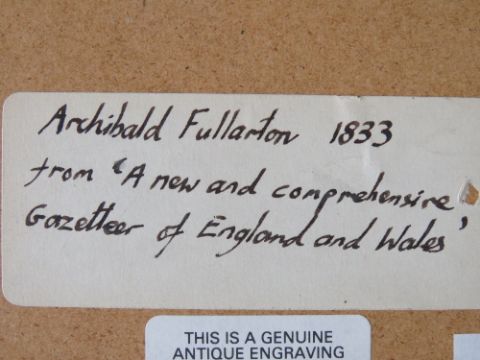 Archibald Fullarton 1833
from 'A new and comprehensive
Gazetteer of England and Wales'
THIS IS A GENUINE
ANTIQUE ENGRAVING